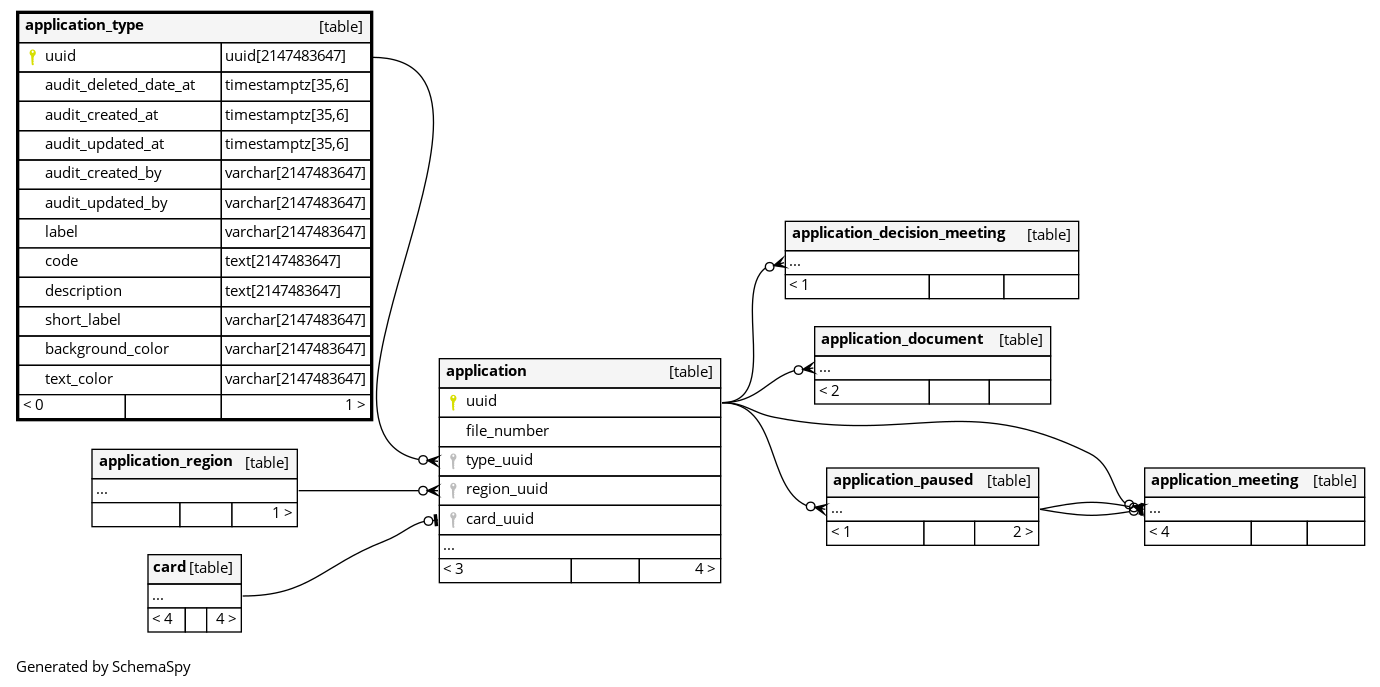 application_type [table]
uuid uuid[2147483647]
audit_deleted_date_at timestamptz[35,6]
audit_created_at timestamptz[35,6]
audit_updated_at timestamptz[35,6]
audit_created_by varchar[2147483647]
audit_updated_by varchar[2147483647]
label varchar[2147483647]
code text[2147483647]
description text[2147483647]
short_label varchar[2147483647]
background_color varchar[2147483647]
text_color varchar[2147483647]
< 0 1 >
application_region [table]
...
1 >
card [table]
...
< 4 4 >
application [table]
uuid
file_number
type_uuid
region_uuid
card_uuid
...
< 3 4 >
application_decision_meeting [table]
...
< 1
application_document [table]
...
< 2
application_paused [table]
...
< 1 2 >
application_meeting [table]
...
< 4
Generated by SchemaSpy